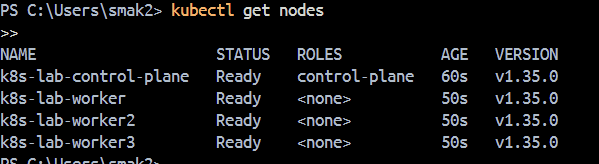 PS C:\Users\smak2> kubectl get nodes
>>
NAME                    STATUS   ROLES           AGE   VERSION
k8s-lab-control-plane   Ready    control-plane   60s   v1.35.0
k8s-lab-worker          Ready    <none>          50s   v1.35.0
k8s-lab-worker2         Ready    <none>          50s   v1.35.0
k8s-lab-worker3         Ready    <none>          50s   v1.35.0
PS C:\Users\smak2>